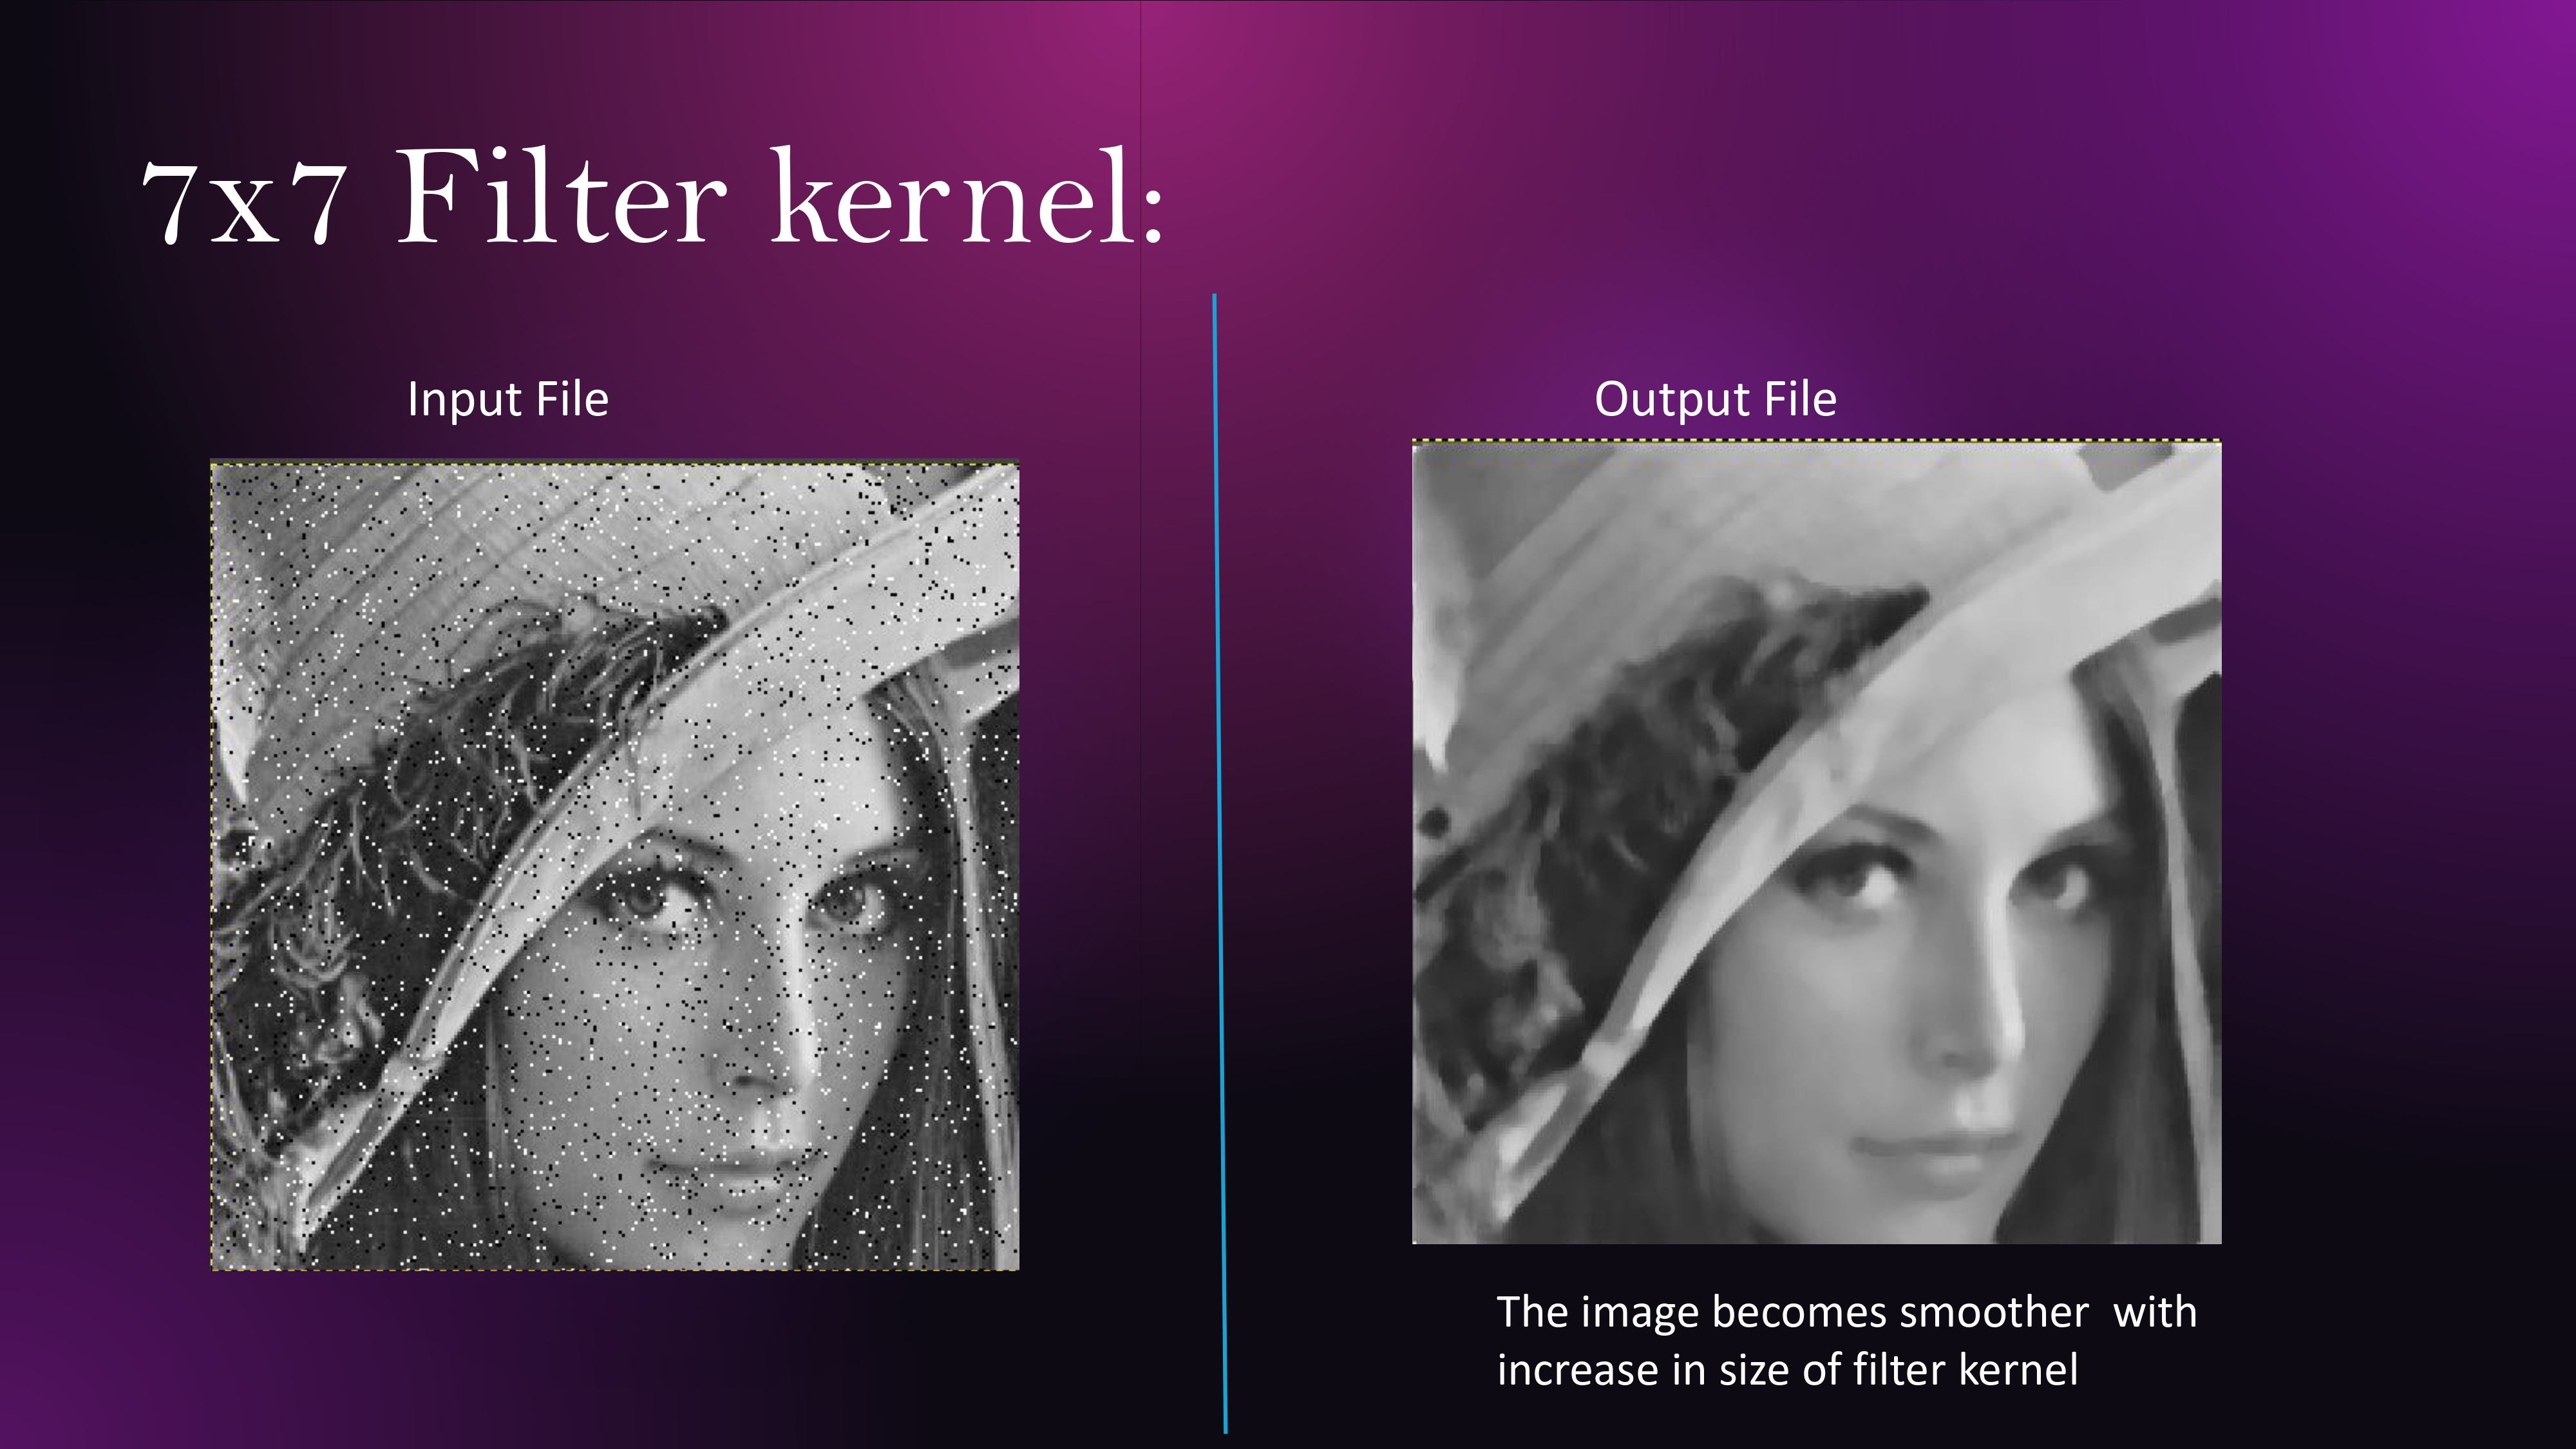 7x7 Filter kernel:
Input File
Output File
The image becomes smoother  with
increase in size of filter kernel